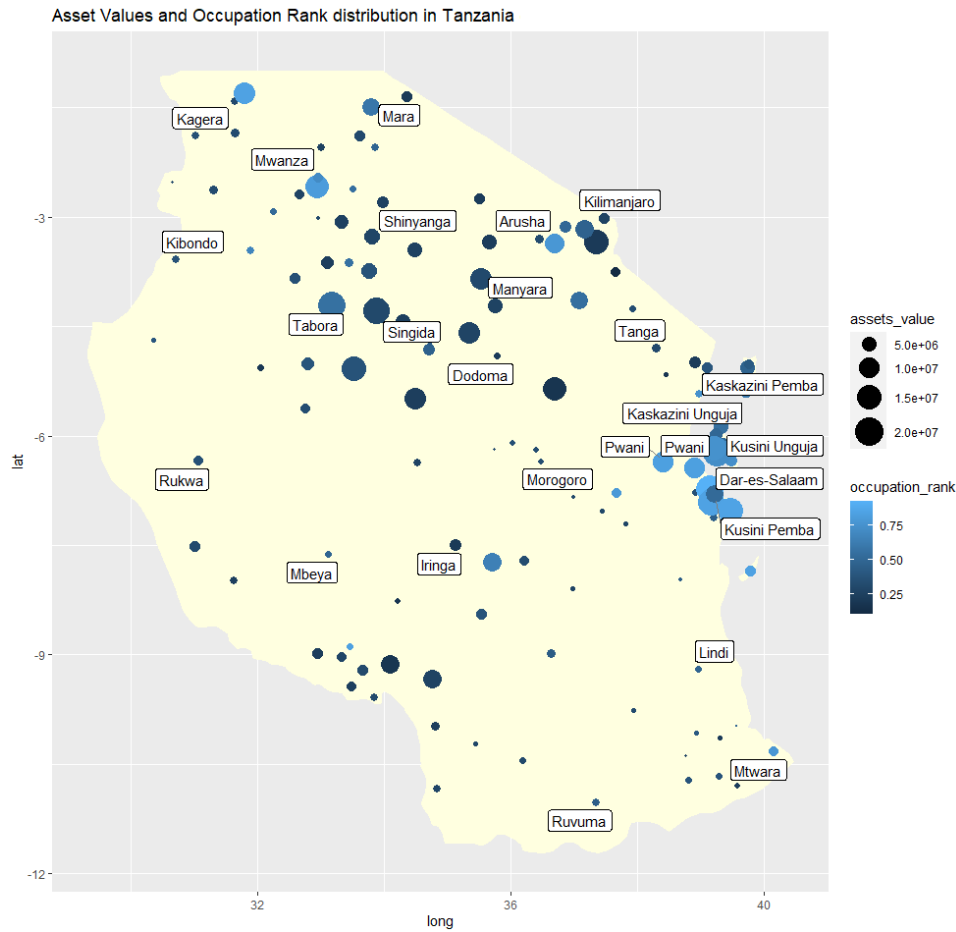 Asset Values and Occupation Rank distribution in Tanzania
Kagera
Mara
Mwanza
Kilimanjaro
Shinyanga
Arusha
-3
Kibondo
Manyara
Tabora
Singida
Tanga
Dodoma
Kaskazini Pemba
Kaskazini Unguja
-6
Pwani
Pwani
Kusini Unguja
Rukwa
Morogoro
Dar-es-Salaam
Kusini Pemba
Mbeya
Iringa
-9
Lindi
Mtwara
Ruvuma
-12
32
36
40
long
lat
assets_value
5.0e+06
1.0e+07
1.5e+07
2.0e+07
occupation_rank
0.75
0.50
0.25